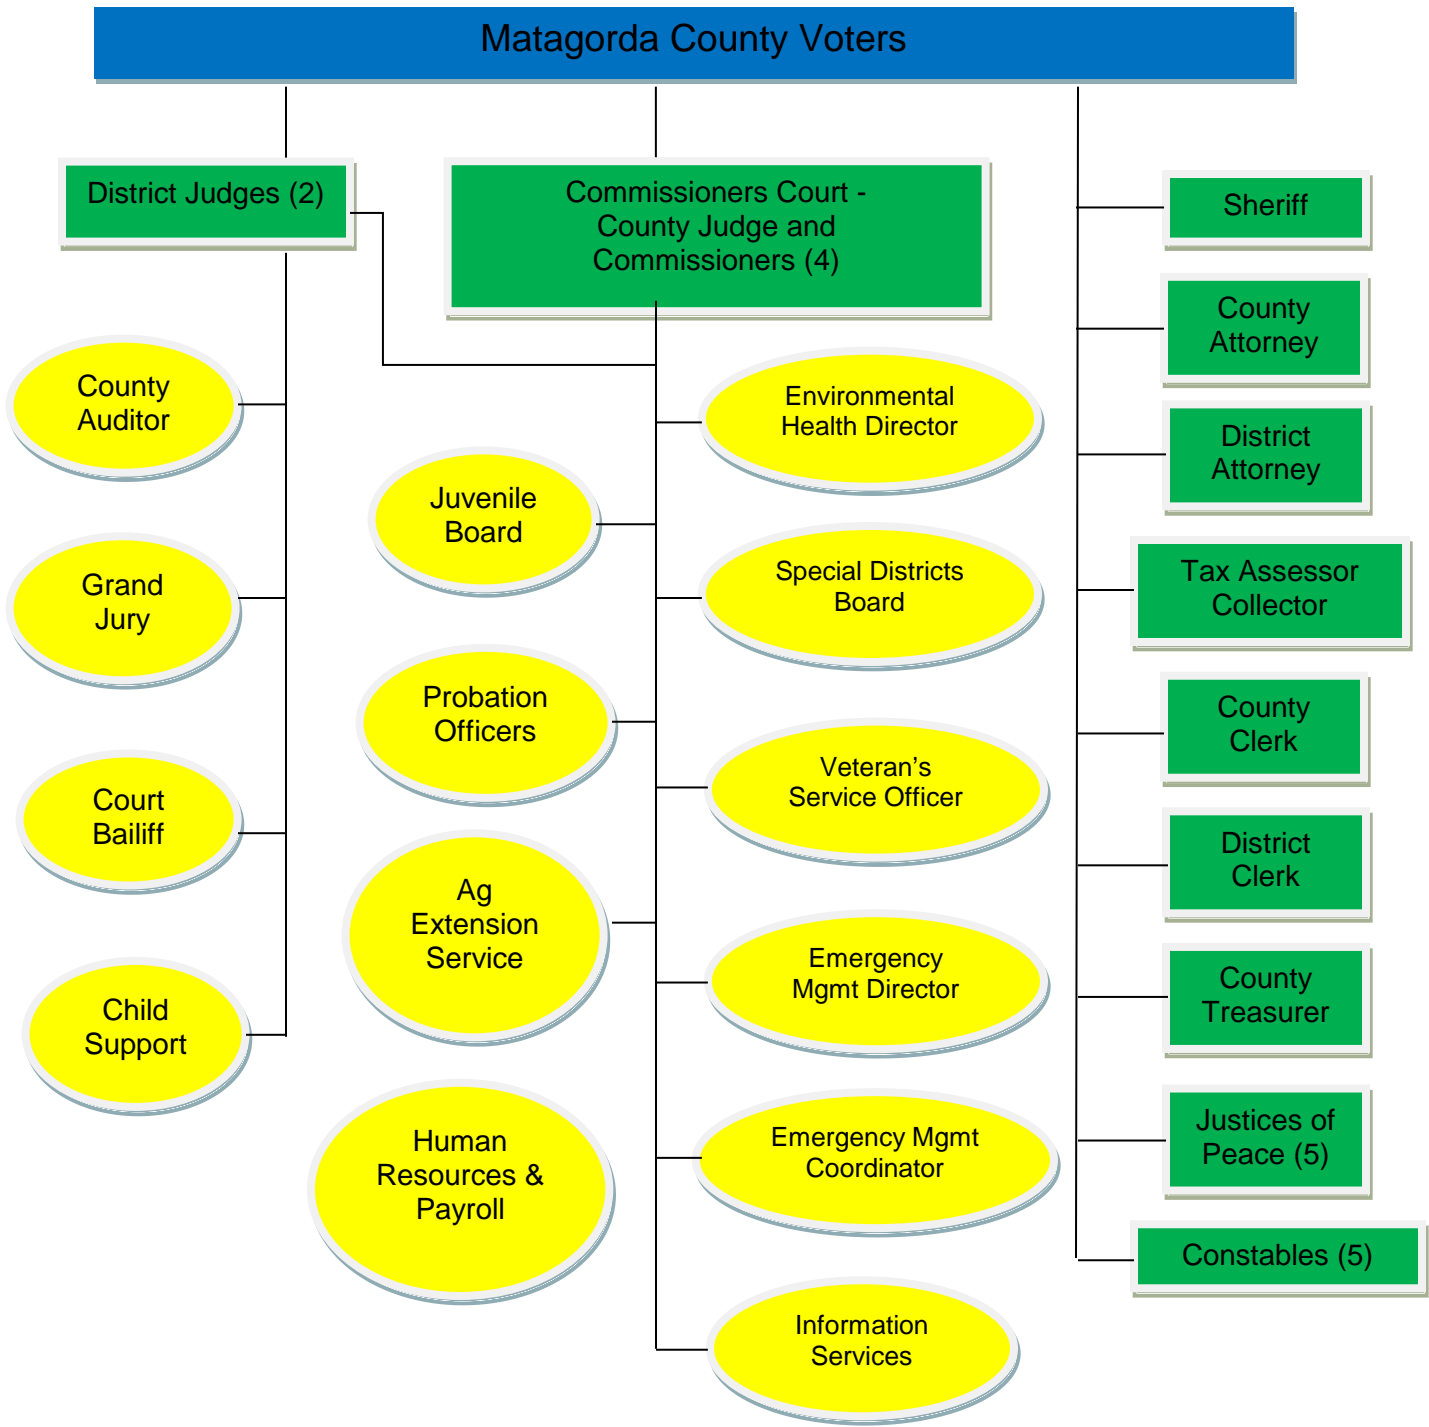 Matagorda County Voters
District Judges (2)
Commissioners Court -
County Judge and
Commissioners (4)
Sheriff
County
Attorney
District
Attorney
Tax Assessor
Collector
County
Clerk
District
Clerk
County
Treasurer
Justices of
Peace (5)
Constables (5)
County
Auditor
Grand
Jury
Court
Bailiff
Child
Support
Juvenile
Board
Probation
Officers
Ag
Extension
Service
Human
Resources &
Payroll
Environmental
Health Director
Special Districts
Board
Veteran’s
Service Officer
Emergency
Mgmt Director
Emergency Mgmt
Coordinator
Information
Services